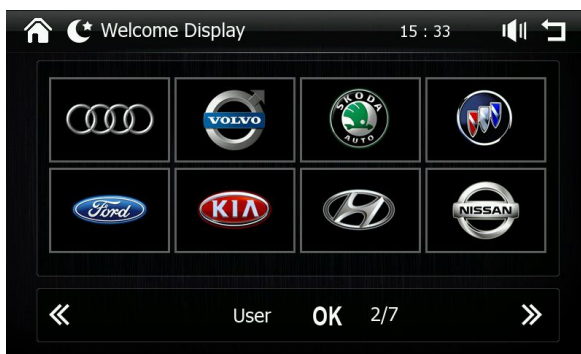 Welcome Display 15 : 33
VOLVO SKODA AUTO
Ford KIA NISSAN
User OK 2/7